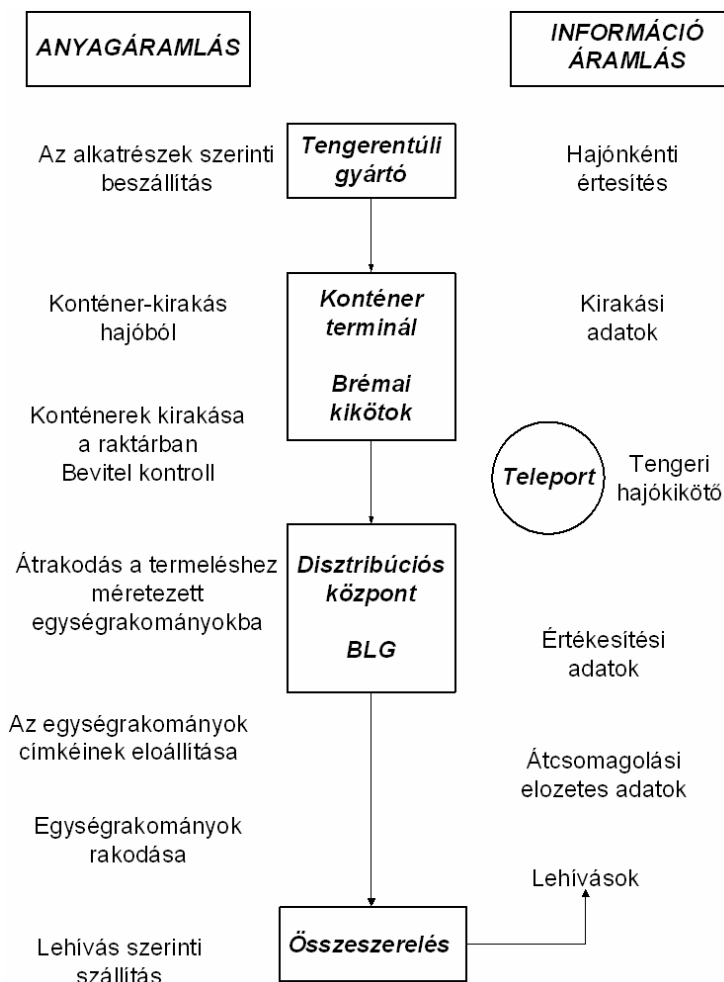 ANYAGÁRAMLÁS
INFORMÁCIÓ
ÁRAMLÁS
Az alkatrészek szerinti
beszállítás
Tengerentúli
gyártó
Hajónkénti
értesítés
Konténer-kirakás
hajóból
Konténer
terminál
Brémai
kikötok
Kirakási
adatok
Konténerek kirakása
a raktárban
Bevitel kontroll
Teleport
Tengeri
hajókikötő
Átrakodás a termeléshez
méretezett
egységrakományokba
Disztribúciós
központ
BLG
Értékesítési
adatok
Az egységrakományok
címkéinek eloállítása
Átcsomagolási
elozetes adatok
Egységrakományok
rakodása
Lehívások
Összeszerelés
Lehívás szerinti
szállítás